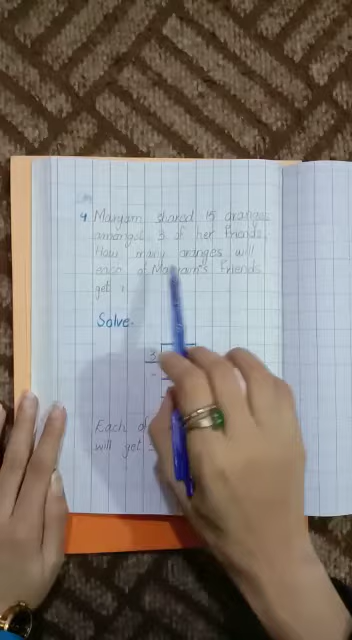 4 Maryam shared 15 oranges
amongst 3 of her friends.
How many oranges will
each of Maryam's Friends
get ?
Solve.
3
Each of
will get